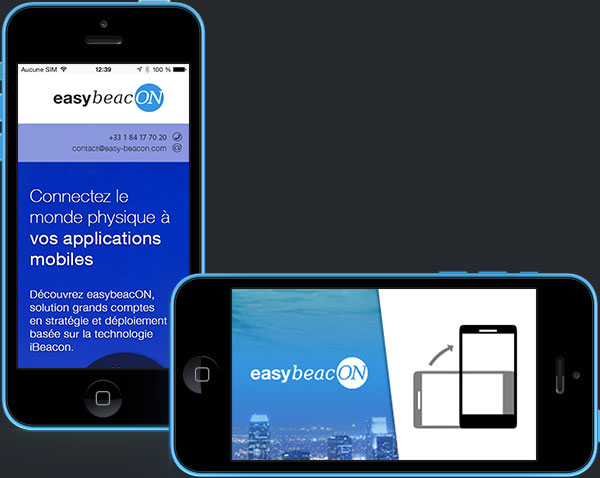 Aucune SIM 12:39 100 %
easybeacON
+33 1 84 17 70 20
contact@easy-beacon.com @
Connectez le
monde physique à
vos applications
mobiles
Découvrez easybeacON,
solution grands comptes
en stratégie et déploiement
basée sur la technologie
iBeacon.
easybeacON